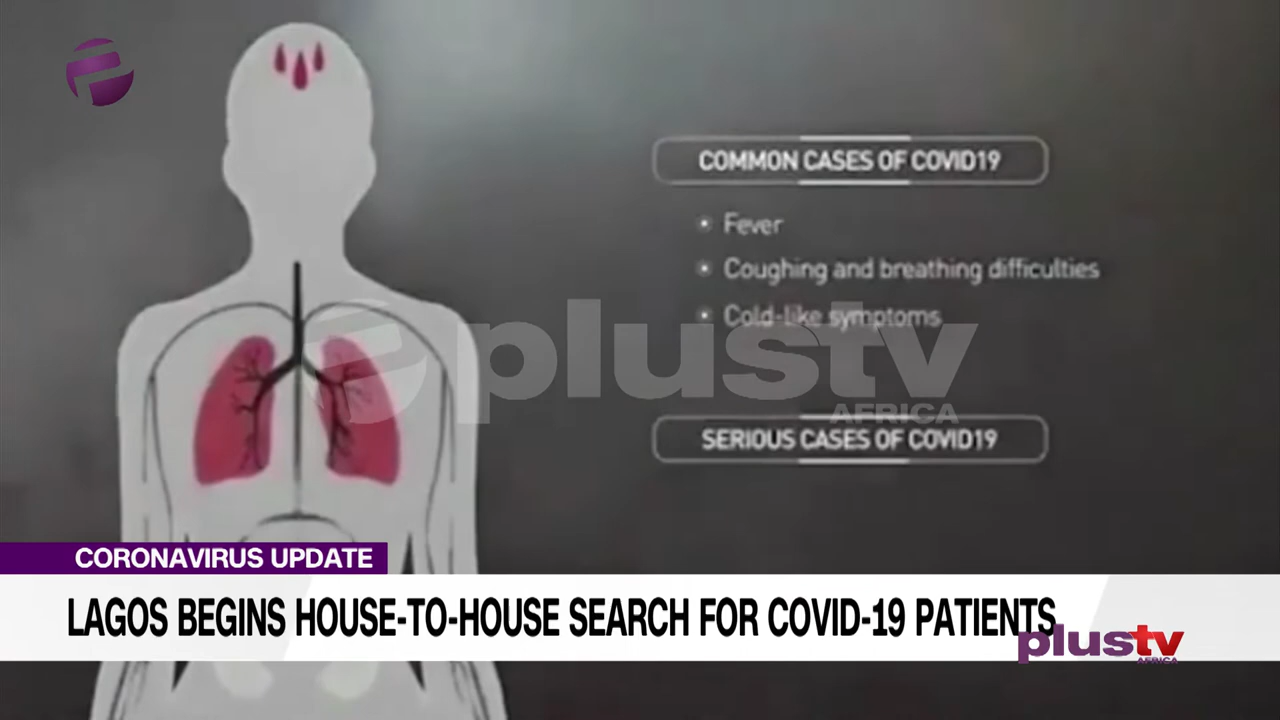 COMMON CASES OF COVID19
• Fever
• Coughing and breathing difficulties
• Cold-like symptoms
plustv
AFRICA
SERIOUS CASES OF COVID19
CORONAVIRUS UPDATE
LAGOS BEGINS HOUSE-TO-HOUSE SEARCH FOR COVID-19 PATIENTS
plustv
AFRICA